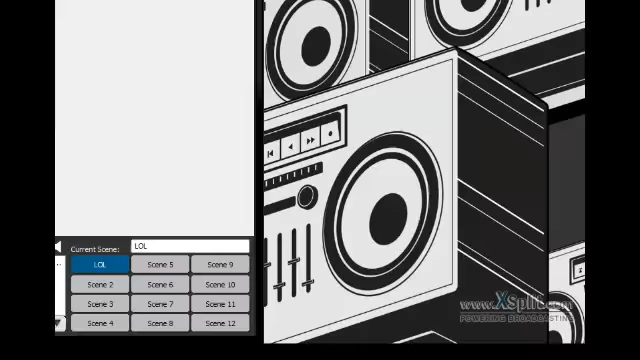 Current Scene: LOL
LOL Scene 5 Scene 9
Scene 2 Scene 6 Scene 10
Scene 3 Scene 7 Scene 11
Scene 4 Scene 8 Scene 12
www.XSplit.com
POWERING BROADCASTING